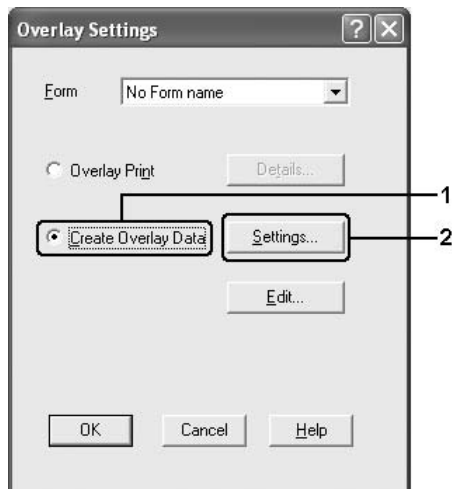 Overlay Settings
Form No Form name
Overlay Print Details...
1
Create Overlay Data Settings... 2
Edit...
OK Cancel Help